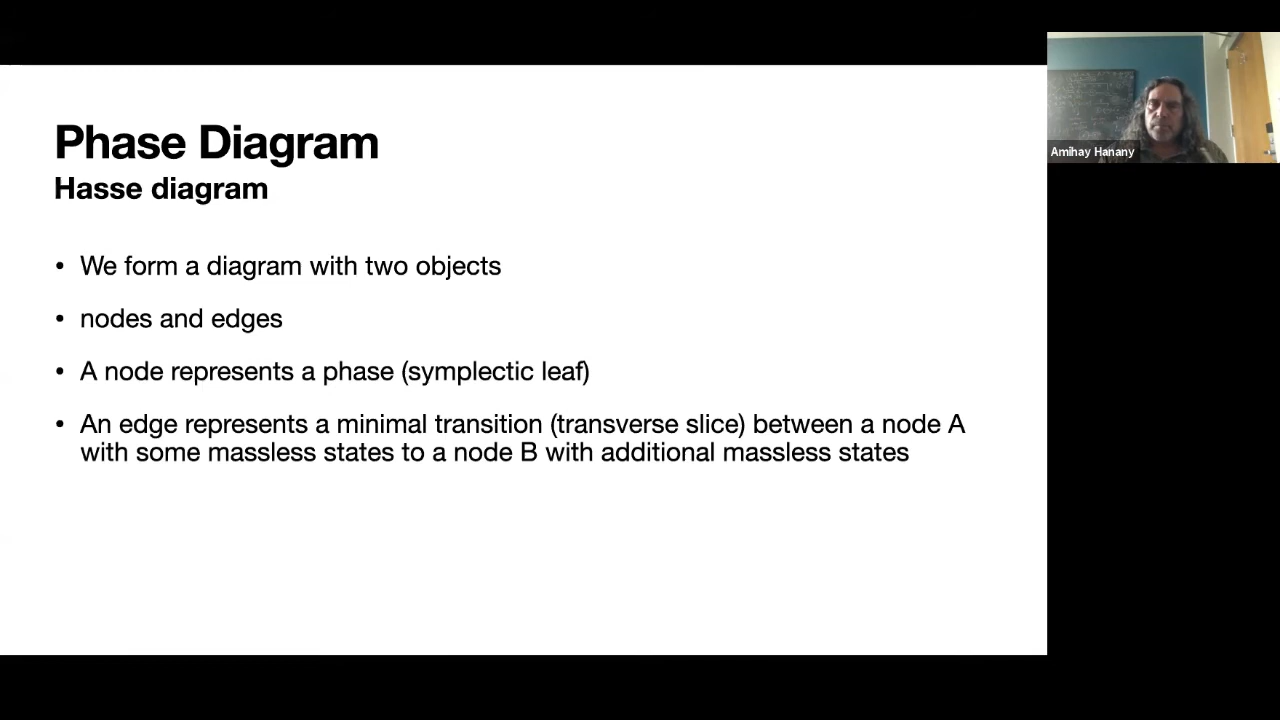 Phase Diagram
Hasse diagram
• We form a diagram with two objects
• nodes and edges
• A node represents a phase (symplectic leaf)
• An edge represents a minimal transition (transverse slice) between a node A
with some massless states to a node B with additional massless states
Amihay Hanany